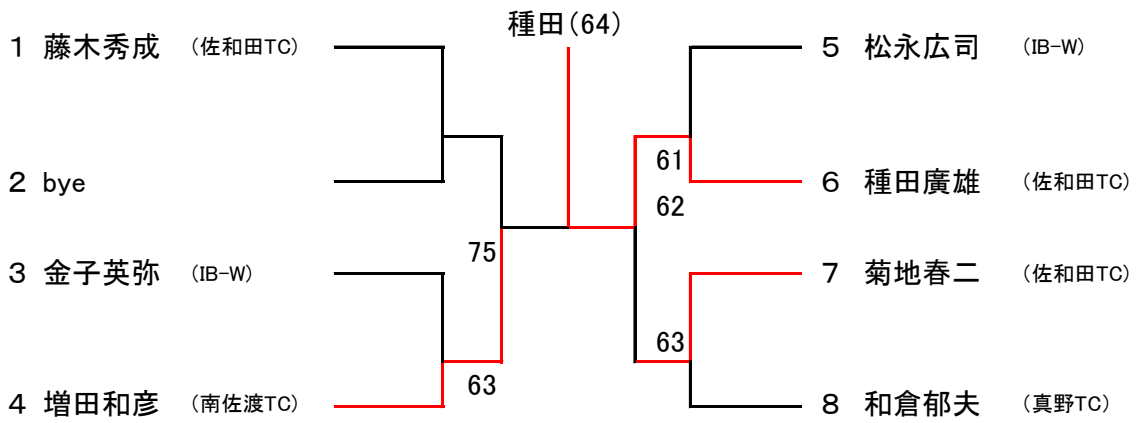 種田(64)
1 藤木秀成 (佐和田TC)
2 bye
3 金子英弥 (IB-W)
4 増田和彦 (南佐渡TC)
75
63
5 松永広司 (IB-W)
6 種田廣雄 (佐和田TC)
7 菊地春二 (佐和田TC)
8 和倉郁夫 (真野TC)
61
62
63